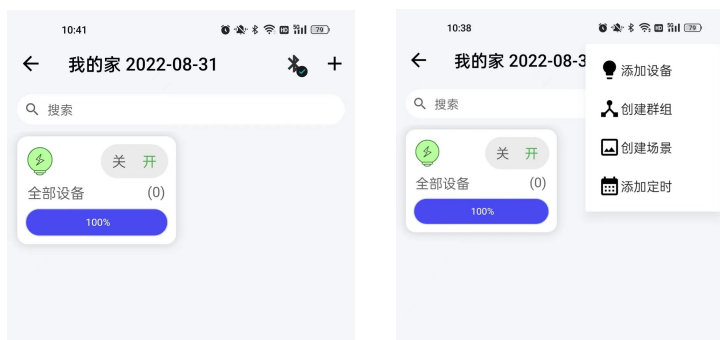 10:41
79
我的家 2022-08-31
搜索
关 开
全部设备 (0)
100%
10:38
79
我的家 2022-08-3
搜索
关 开
全部设备 (0)
100%
添加设备
创建群组
创建场景
添加定时